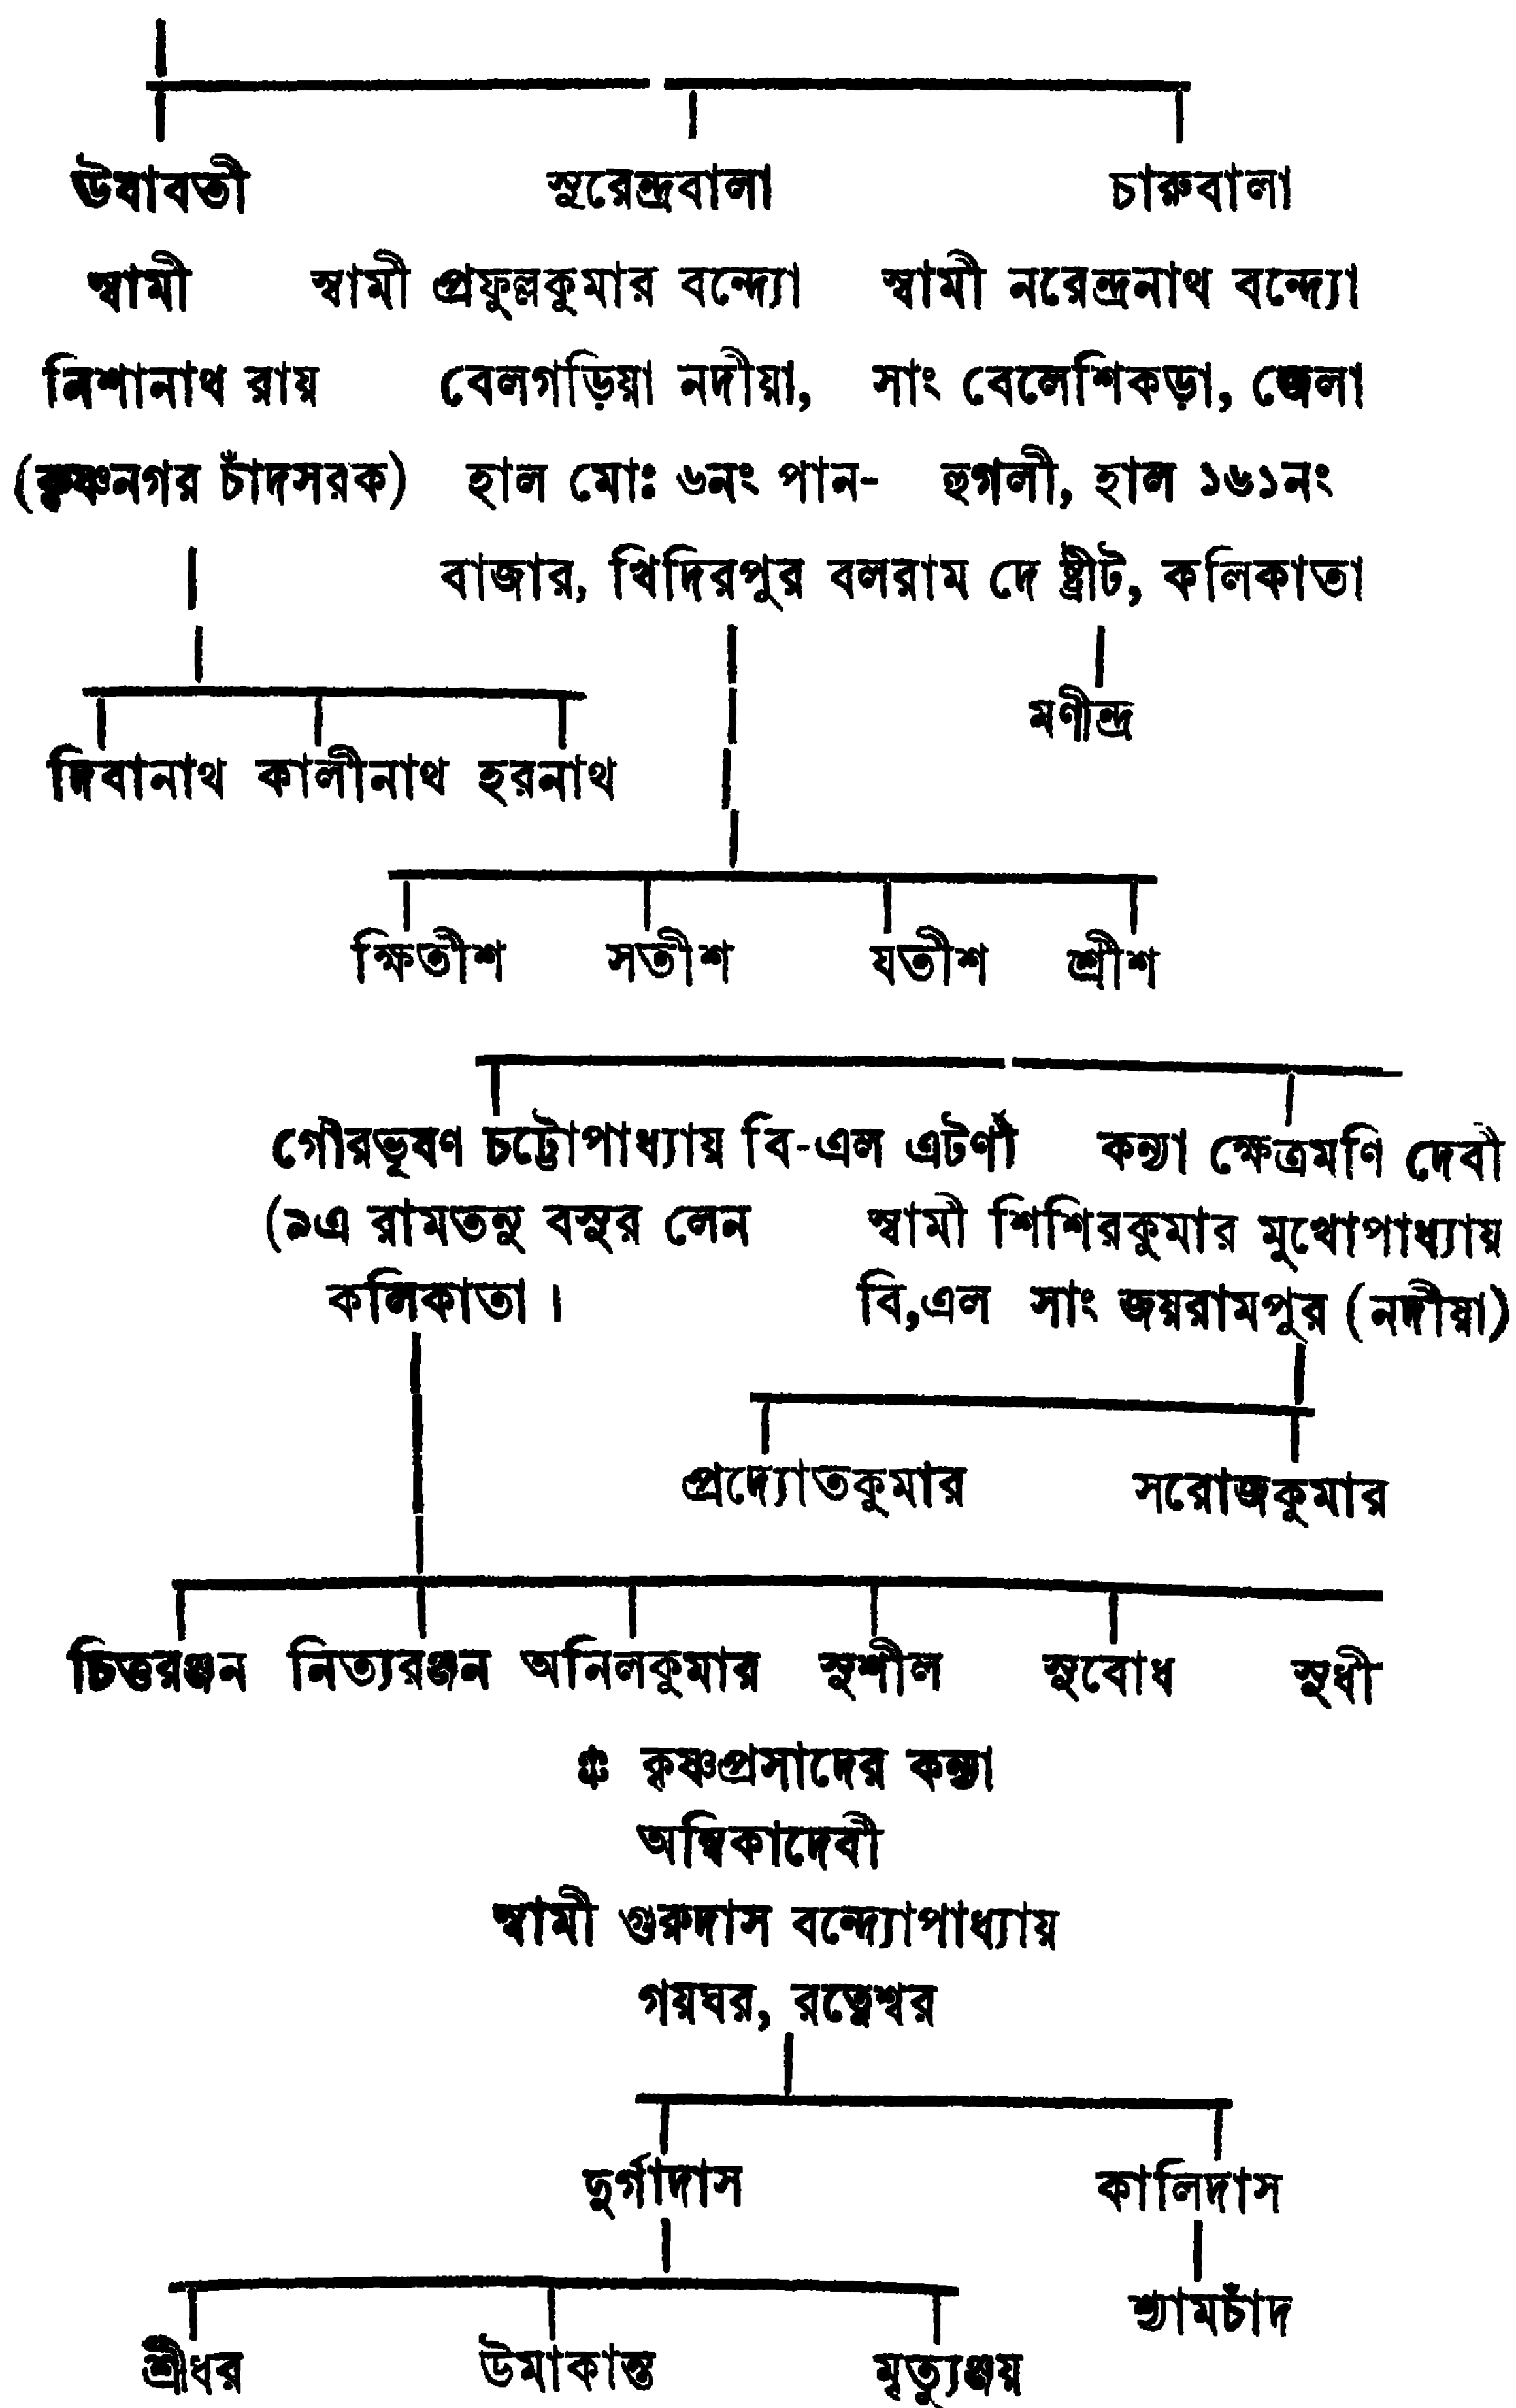 ঊষাবতী সুরেন্দ্রবালা চারুবালা
স্বামী স্বামী প্রফুল্লকুমার বন্দ্যো স্বামী নরেন্দ্রনাথ বন্দ্যো
নিশানাথ রায় বেলগড়িয়া নদীয়া, সাং বেলেশিকড়া, জেলা
(কৃষ্ণনগর চাঁদসরক) হাল মোঃ ৬নং পান- হুগলী, হাল ১৬১নং
বাজার, খিদিরপুর বলরাম দে ষ্ট্রীট, কলিকাতা
মণীন্দ্র
দিবানাথ কালীনাথ হরনাথ
ক্ষিতীশ সতীশ যতীশ শ্রীশ
গৌরভূষণ চট্টোপাধ্যায় বি-এল এটর্ণী কন্যা ক্ষেত্রমণি দেবী
(৯এ রামতনু বসুর লেন স্বামী শিশিরকুমার মুখোপাধ্যায়
কলিকাতা। বি,এল সাং জয়রামপুর (নদীয়া)
প্রদ্যোতকুমার সরোজকুমার
চিত্তরঞ্জন নিত্যরঞ্জন অনিলকুমার সুশীল সুবোধ সুধী
কৃষ্ণপ্রসাদের কন্যা
অম্বিকাদেবী
স্বামী গুরুদাস বন্দ্যোপাধ্যায়
গয়ঘর, রত্নেশ্বর
দুর্গাদাস কালিদাস
শ্যামচাঁদ
শ্রীধর উমাকান্ত মৃত্যুঞ্জয়